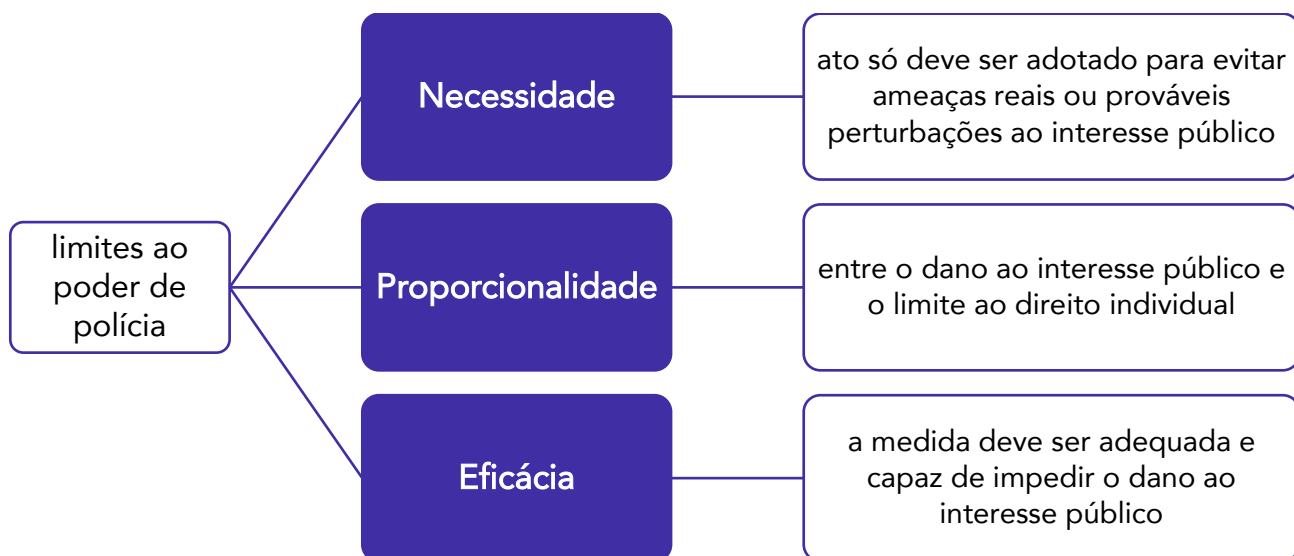 limites ao
poder de
polícia
Necessidade
ato só deve ser adotado para evitar
ameaças reais ou prováveis
perturbações ao interesse público
Proporcionalidade
entre o dano ao interesse público e
o limite ao direito individual
Eficácia
a medida deve ser adequada e
capaz de impedir o dano ao
interesse público